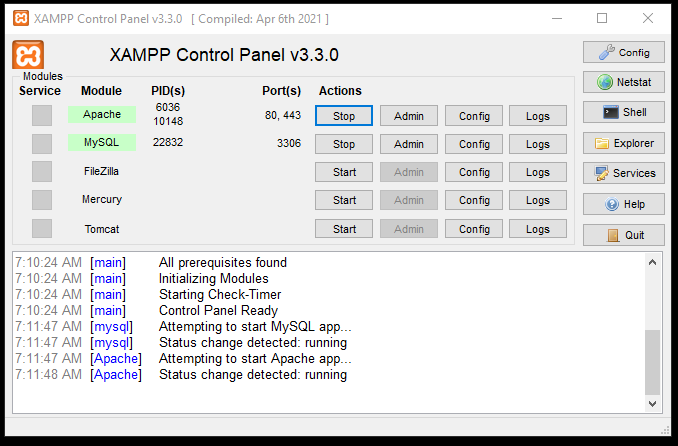 XAMPP Control Panel v3.3.0 [ Compiled: Apr 6th 2021 ]
XAMPP Control Panel v3.3.0
Config
Modules
Service Module PID(s) Port(s) Actions
Netstat
Apache 6036 10148 80, 443 Stop Admin Config Logs
Shell
MySQL 22832 3306 Stop Admin Config Logs
Explorer
FileZilla Start Admin Config Logs
Services
Mercury Start Admin Config Logs
Help
Tomcat Start Admin Config Logs
Quit
7:10:24 AM [main] All prerequisites found
7:10:24 AM [main] Initializing Modules
7:10:24 AM [main] Starting Check-Timer
7:10:24 AM [main] Control Panel Ready
7:11:47 AM [mysql] Attempting to start MySQL app...
7:11:47 AM [mysql] Status change detected: running
7:11:47 AM [Apache] Attempting to start Apache app...
7:11:48 AM [Apache] Status change detected: running